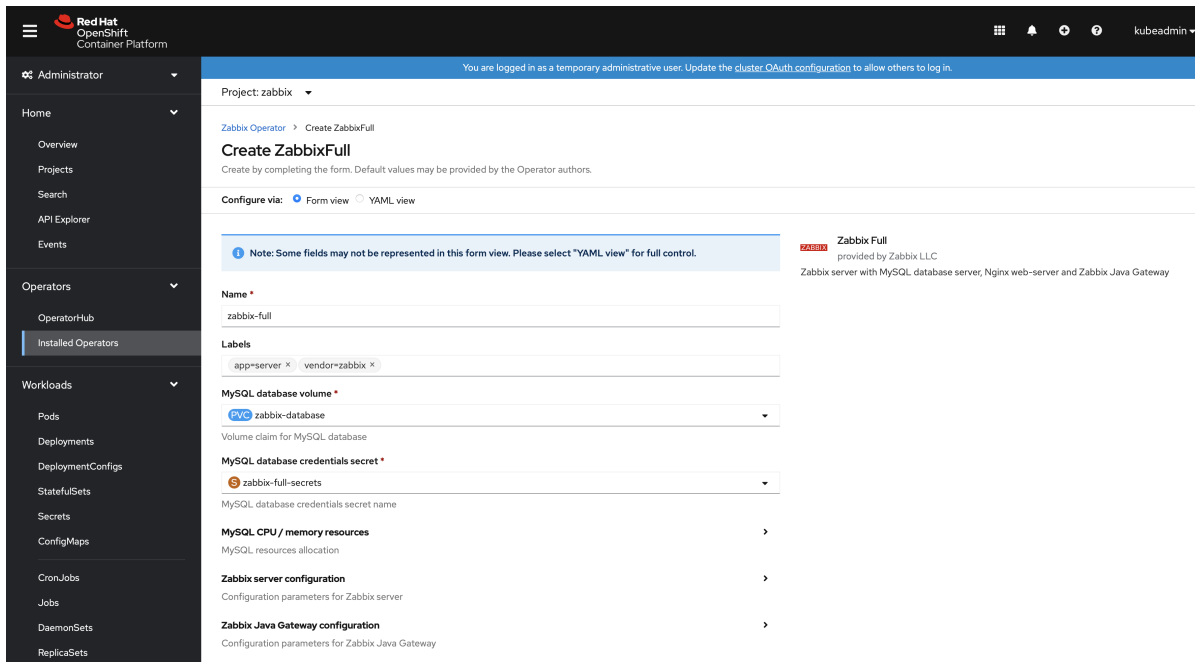 Red Hat
OpenShift
Container Platform
kubeadmin
Administrator
You are logged in as a temporary administrative user. Update the cluster OAuth configuration to allow others to log in.
Project: zabbix
Home
Overview
Projects
Search
API Explorer
Events
Operators
OperatorHub
Installed Operators
Workloads
Pods
Deployments
DeploymentConfigs
StatefulSets
Secrets
ConfigMaps
CronJobs
Jobs
DaemonSets
ReplicaSets
Zabbix Operator > Create ZabbixFull
Create ZabbixFull
Create by completing the form. Default values may be provided by the Operator authors.
Configure via: Form view YAML view
Note: Some fields may not be represented in this form view. Please select "YAML view" for full control.
Name *
zabbix-full
Labels
app=server × vendor=zabbix ×
MySQL database volume *
PVC zabbix-database
Volume claim for MySQL database
MySQL database credentials secret *
S zabbix-full-secrets
MySQL database credentials secret name
MySQL CPU / memory resources
MySQL resources allocation
Zabbix server configuration
Configuration parameters for Zabbix server
Zabbix Java Gateway configuration
Configuration parameters for Zabbix Java Gateway
ZABBIX
Zabbix Full
provided by Zabbix LLC
Zabbix server with MySQL database server, Nginx web-server and Zabbix Java Gateway